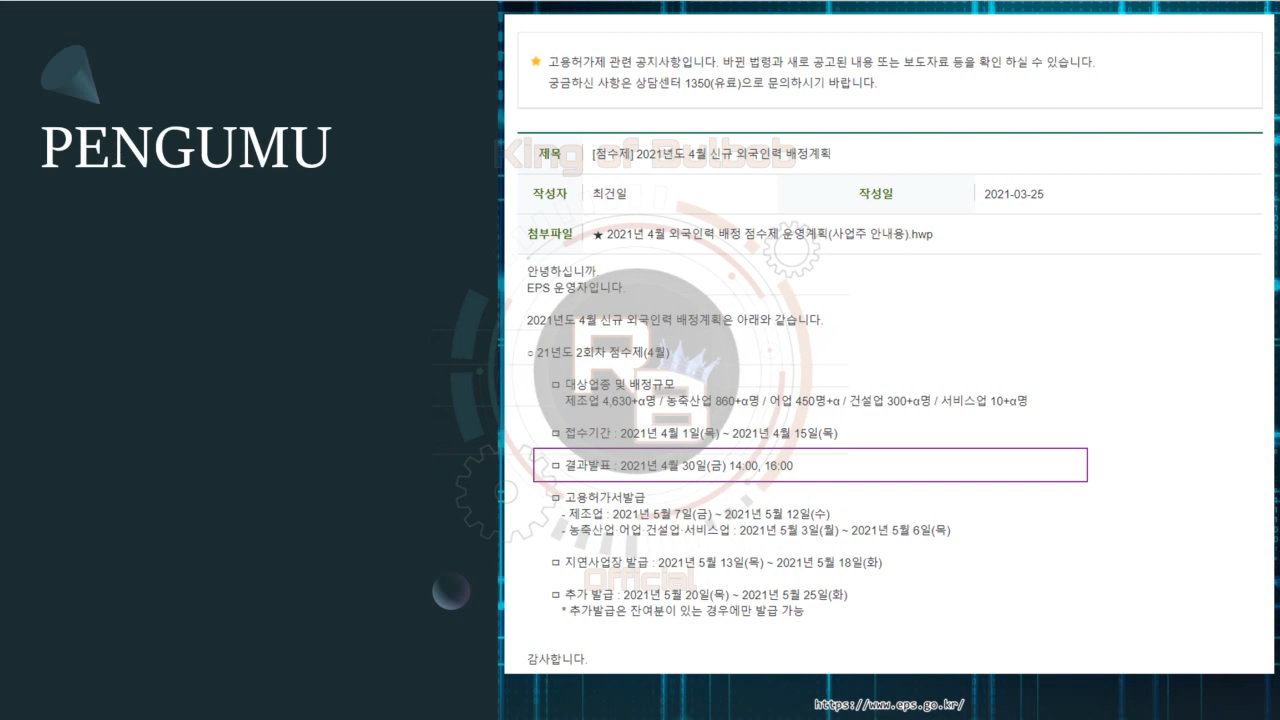 PENGUMU
고용허가제 관련 공지사항입니다. 바뀐 법령과 새로 공고된 내용 또는 보도자료 등을 확인 하실 수 있습니다.
궁금하신 사항은 상담센터 1350(유료)으로 문의하시기 바랍니다.
King of Bulbob
제목 [점수제] 2021년도 4월 신규 외국인력 배정계획
작성자 최건일 작성일 2021-03-25
첨부파일 ★ 2021년 4월 외국인력 배정 점수제 운영계획(사업주 안내용).hwp
안녕하십니까.
EPS 운영자입니다.
2021년도 4월 신규 외국인력 배정계획은 아래와 같습니다.
○ 21년도 2회차 점수제(4월)
ㅁ 대상업종 및 배정규모
제조업 4,630+α명 / 농축산업 860+α명 / 어업 450명+α / 건설업 300+α명 / 서비스업 10+α명
ㅁ 접수기간 : 2021년 4월 1일(목) ~ 2021년 4월 15일(목)
ㅁ 결과발표 : 2021년 4월 30일(금) 14:00, 16:00
ㅁ 고용허가서발급
- 제조업 : 2021년 5월 7일(금) ~ 2021년 5월 12일(수)
- 농축산업·어업·건설업·서비스업 : 2021년 5월 3일(월) ~ 2021년 5월 6일(목)
ㅁ 지연사업장 발급 : 2021년 5월 13일(목) ~ 2021년 5월 18일(화)
Official
ㅁ 추가 발급 : 2021년 5월 20일(목) ~ 2021년 5월 25일(화)
* 추가발급은 잔여분이 있는 경우에만 발급 가능
감사합니다.
https://www.eps.go.kr/